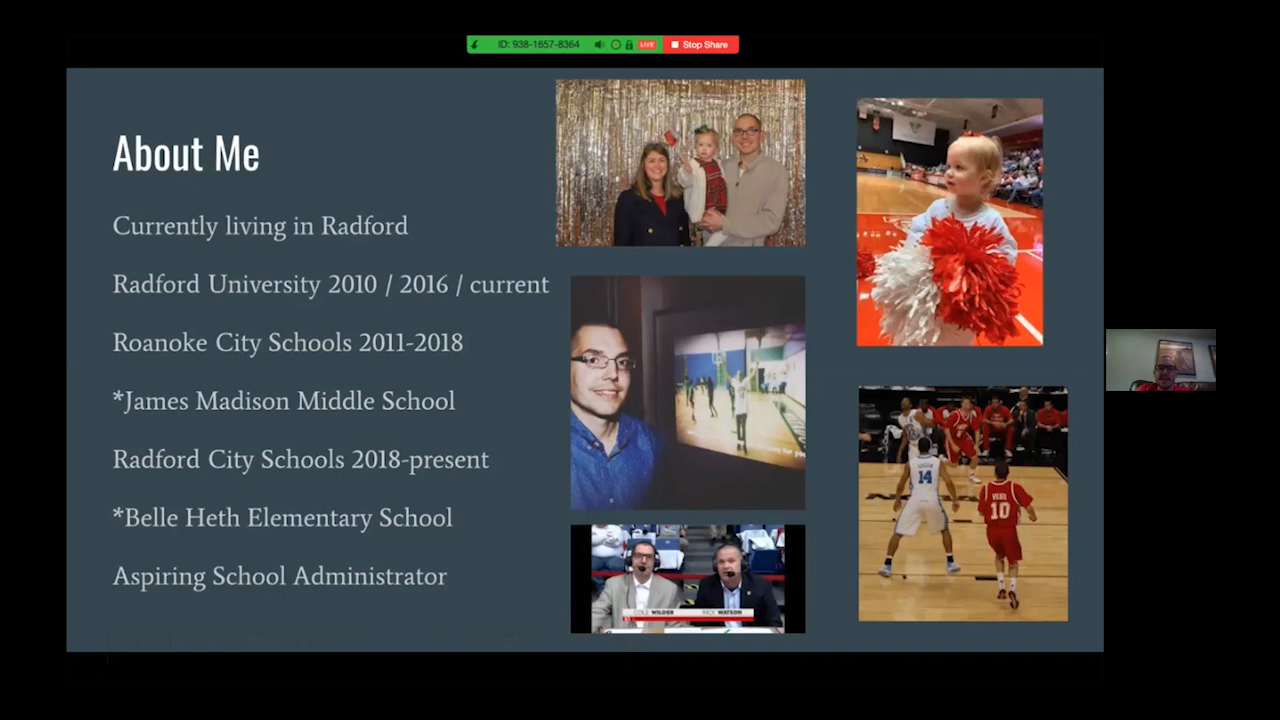 ID: 938-1657-8364
LIVE
Stop Share
About Me
Currently living in Radford
Radford University 2010 / 2016 / current
Roanoke City Schools 2011-2018
*James Madison Middle School
Radford City Schools 2018-present
*Belle Heth Elementary School
Aspiring School Administrator
14
10
COLE WILDER
RICK WATSON